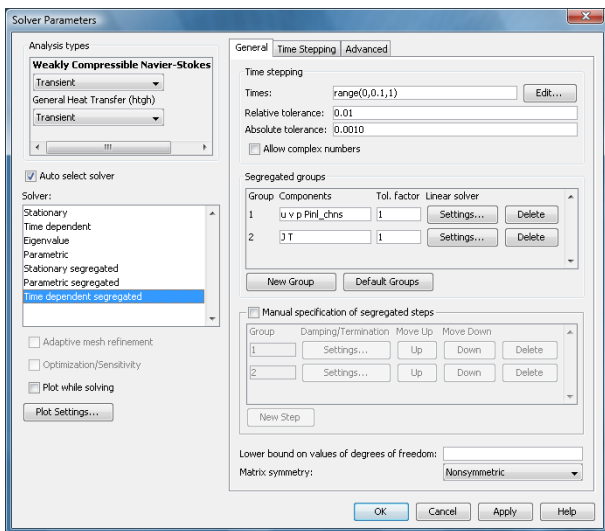 Solver Parameters
Analysis types
Weakly Compressible Navier-Stokes
Transient
General Heat Transfer (htgh)
Transient
Auto select solver
Solver:
Stationary
Time dependent
Eigenvalue
Parametric
Stationary segregated
Parametric segregated
Time dependent segregated
Adaptive mesh refinement
Optimization/Sensitivity
Plot while solving
Plot Settings...
General Time Stepping Advanced
Time stepping
Times: range(0,0.1,1) Edit...
Relative tolerance: 0.01
Absolute tolerance: 0.0010
Allow complex numbers
Segregated groups
Group Components Tol. factor Linear solver
1 u v p Pinl_chns 1 Settings... Delete
2 J T 1 Settings... Delete
New Group Default Groups
Manual specification of segregated steps
Group Damping/Termination Move Up Move Down
1 Settings... Up Down Delete
2 Settings... Up Down Delete
New Step
Lower bound on values of degrees of freedom:
Matrix symmetry: Nonsymmetric
OK Cancel Apply Help